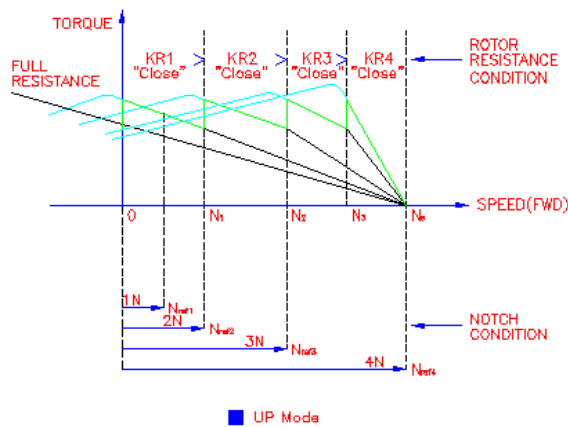 TORQUE
KR1 > KR2 > KR3 > KR4
"Close" "Close" "Close" "Close"
ROTOR
RESISTANCE
CONDITION
FULL
RESISTANCE
0 N₁ N₂ N₃ Nₛ
SPEED(FWD)
1N Nref1
2N Nref2
3N Nref3
4N Nref4
NOTCH
CONDITION
UP Mode